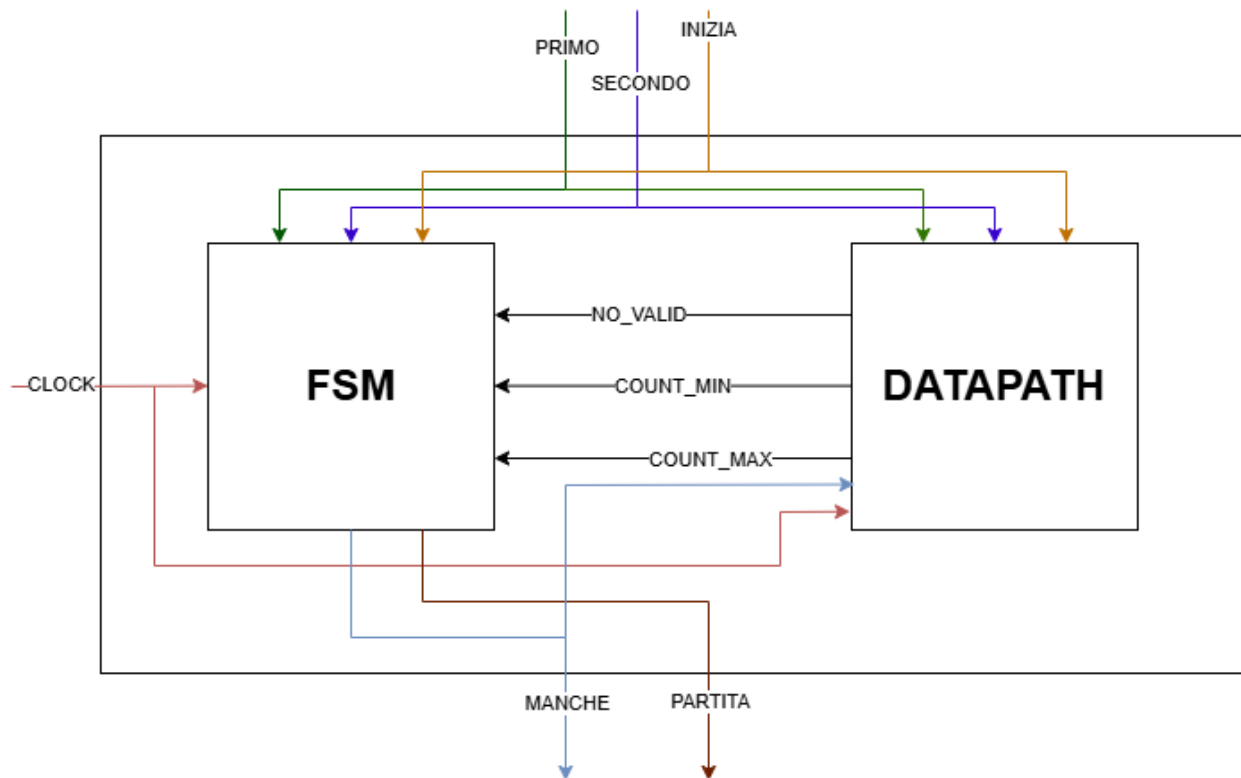 INIZIA
PRIMO
SECONDO
NO_VALID
CLOCK
FSM
COUNT_MIN
DATAPATH
COUNT_MAX
MANCHE
PARTITA